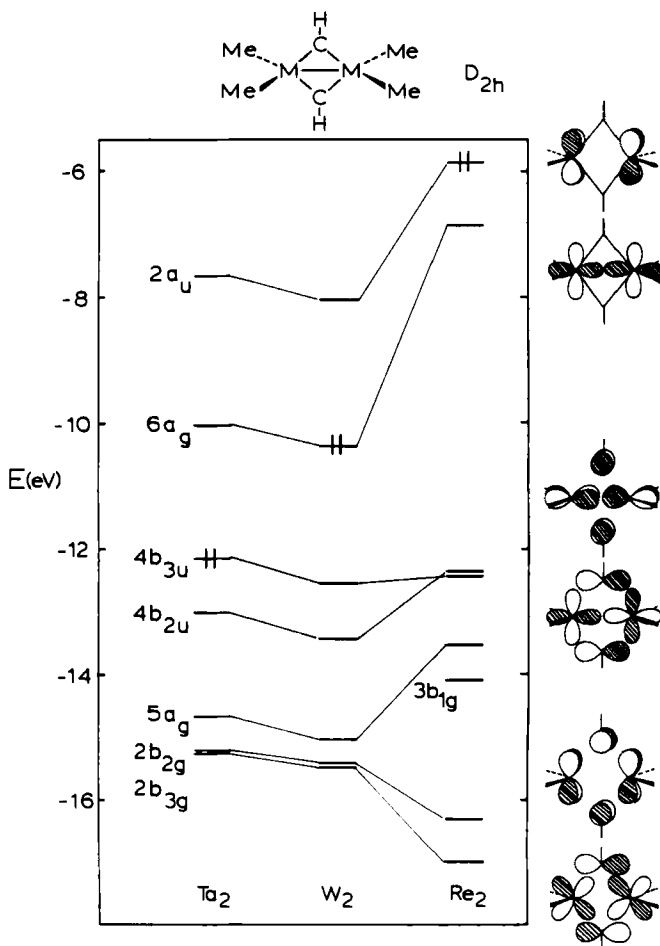 H
C
Me Me
M M D2h
Me Me
C
H
-6
2au
-8
6ag
-10
E(eV)
4b3u
-12
4b2u
5ag
-14
3b1g
2b2g
2b3g
-16
Ta2 W2 Re2